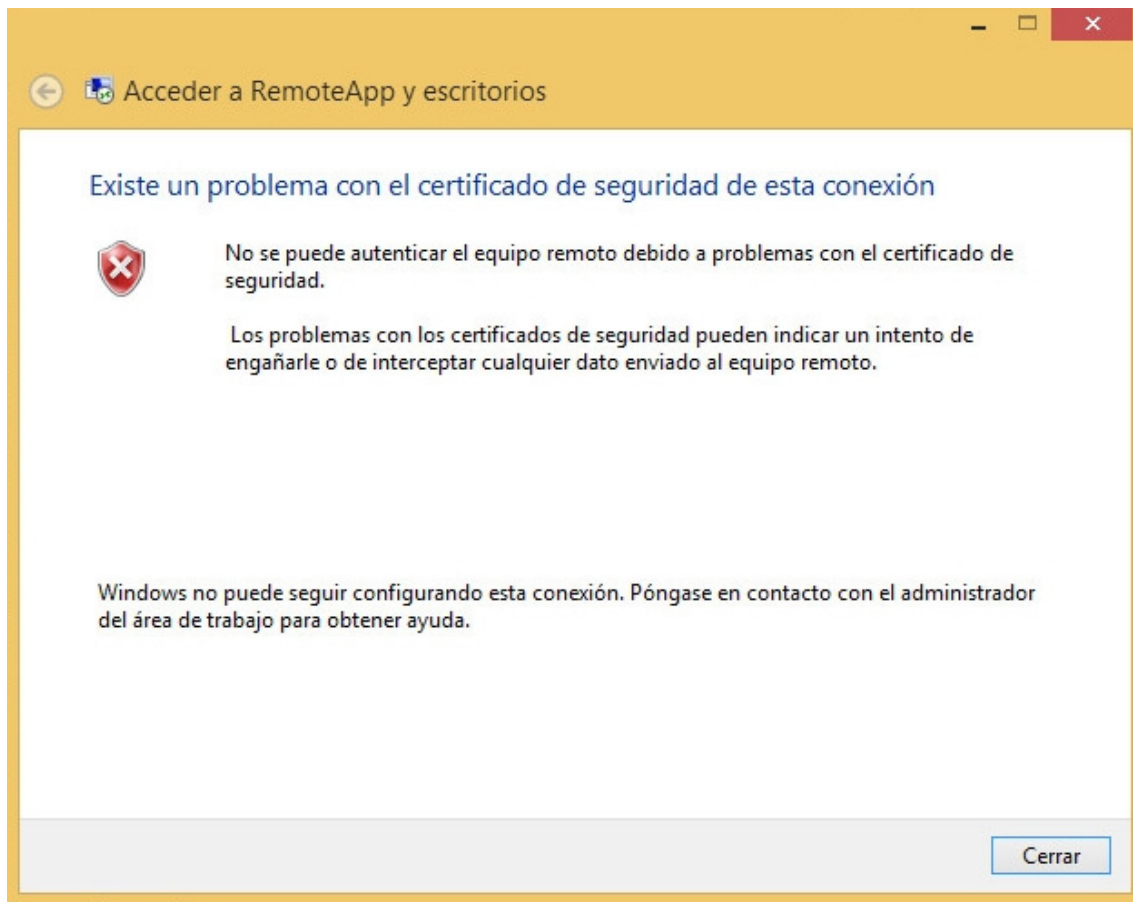 Acceder a RemoteApp y escritorios
Existe un problema con el certificado de seguridad de esta conexión
No se puede autenticar el equipo remoto debido a problemas con el certificado de
seguridad.
Los problemas con los certificados de seguridad pueden indicar un intento de
engañarle o de interceptar cualquier dato enviado al equipo remoto.
Windows no puede seguir configurando esta conexión. Póngase en contacto con el administrador
del área de trabajo para obtener ayuda.
Cerrar